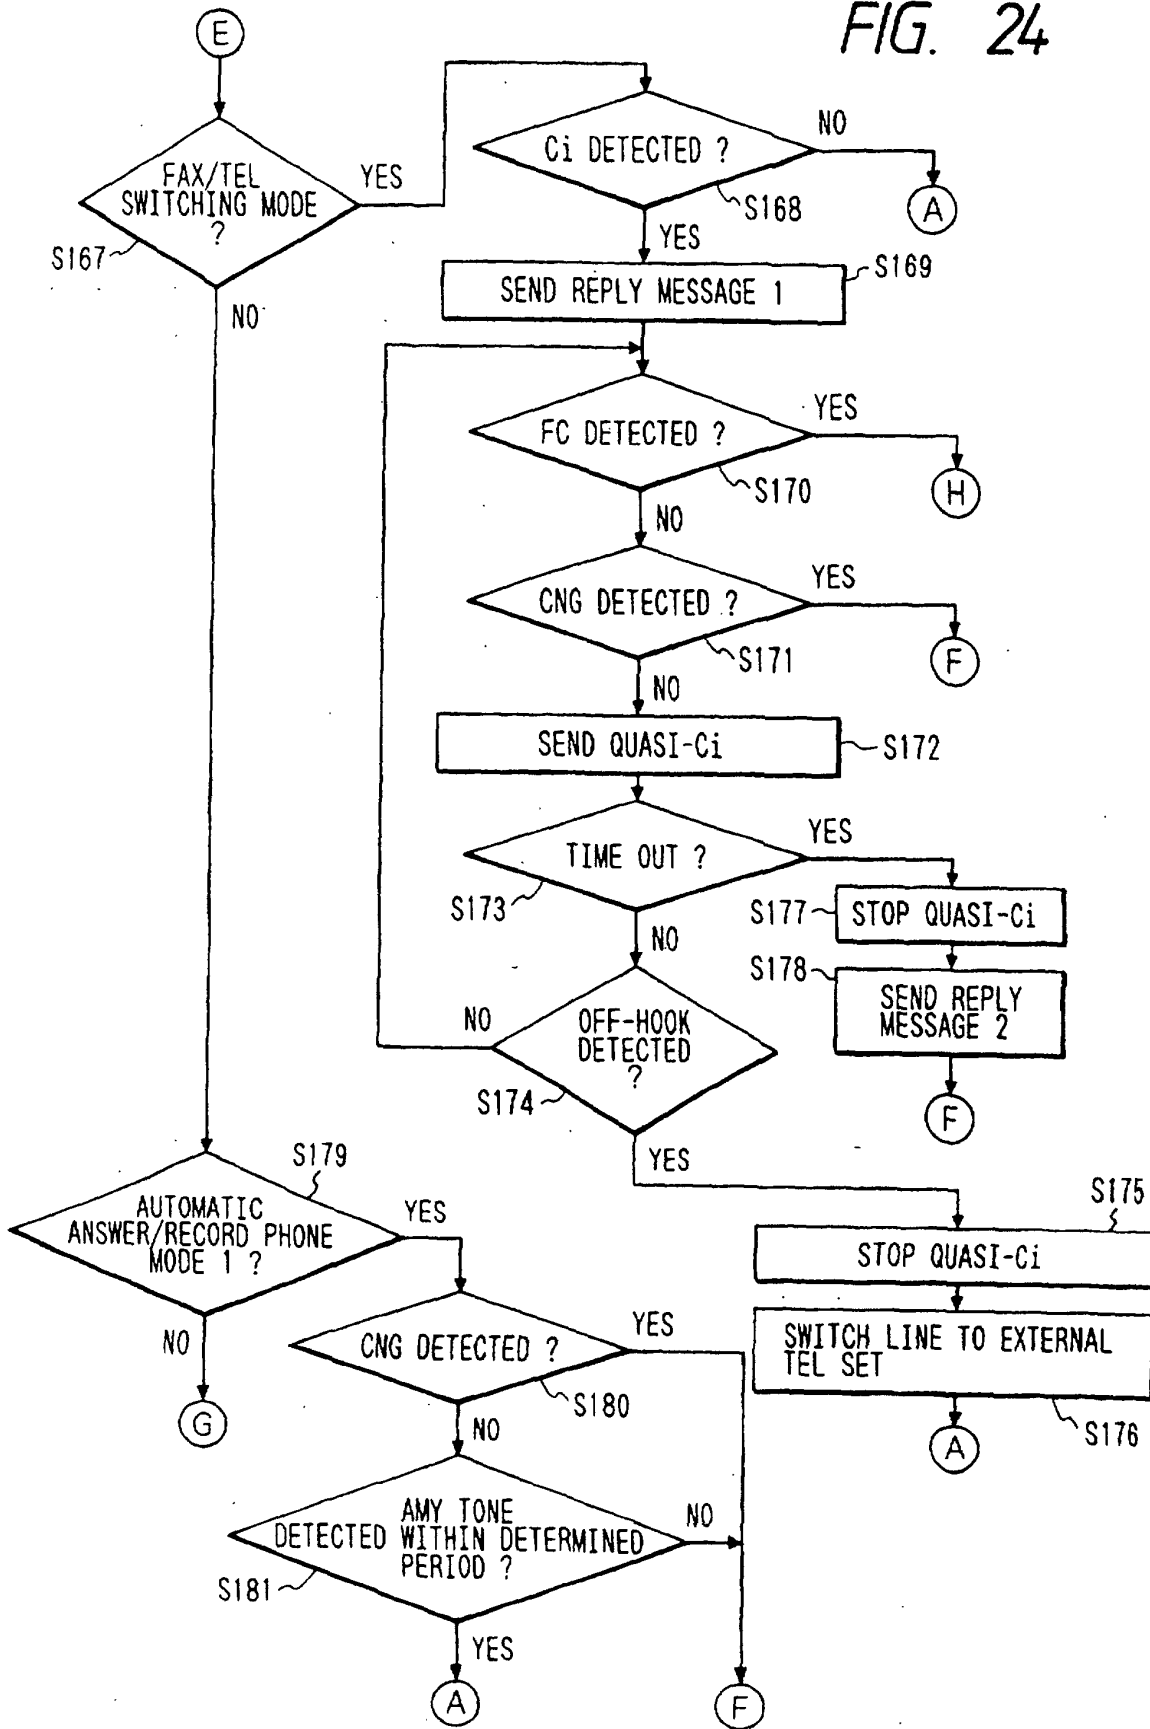 FIG. 24
E
FAX/TEL
SWITCHING MODE
?
S167
YES
NO
Ci DETECTED ?
S168
NO
A
YES
SEND REPLY MESSAGE 1
S169
FC DETECTED ?
S170
YES
H
NO
CNG DETECTED ?
S171
YES
F
NO
SEND QUASI-Ci
S172
TIME OUT ?
S173
YES
S177
STOP QUASI-Ci
S178
SEND REPLY
MESSAGE 2
F
NO
OFF-HOOK
DETECTED
?
S174
NO
YES
S175
STOP QUASI-Ci
SWITCH LINE TO EXTERNAL
TEL SET
S176
A
S179
AUTOMATIC
ANSWER/RECORD PHONE
MODE 1 ?
YES
NO
G
CNG DETECTED ?
S180
YES
NO
AMY TONE
DETECTED WITHIN DETERMINED
PERIOD ?
S181
NO
YES
A
F